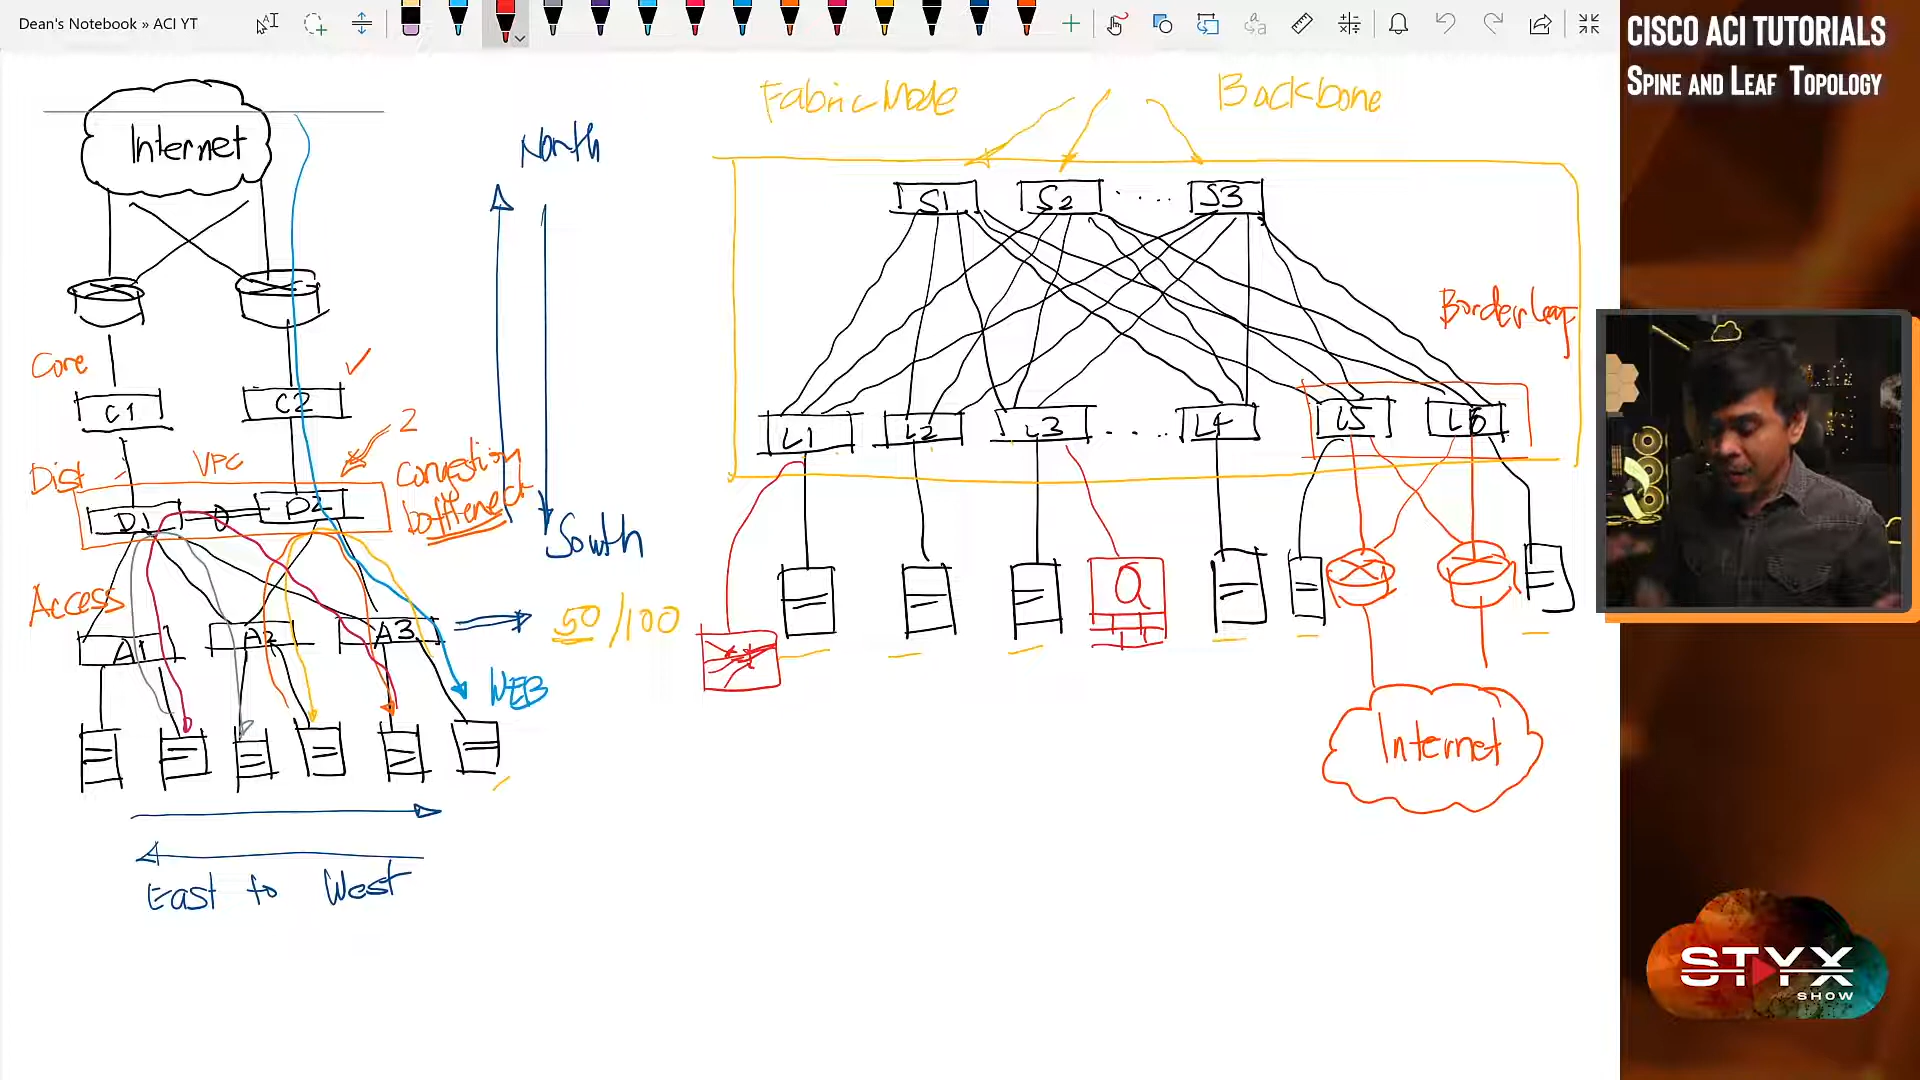 Dean's Notebook » ACI YT
CISCO ACI TUTORIALS
SPINE AND LEAF TOPOLOGY
Fabric Mode
Backbone
Internet
North
S1
S2
....
S3
Border Leaf
Core
C1
C2
2
L1
L2
L3
....
L4
L5
L6
Dist
VPC
Congestion
bottleneck
D1
D2
South
Access
50/100
A1
A2
A3
WEB
Internet
East to West
STYX
SHOW